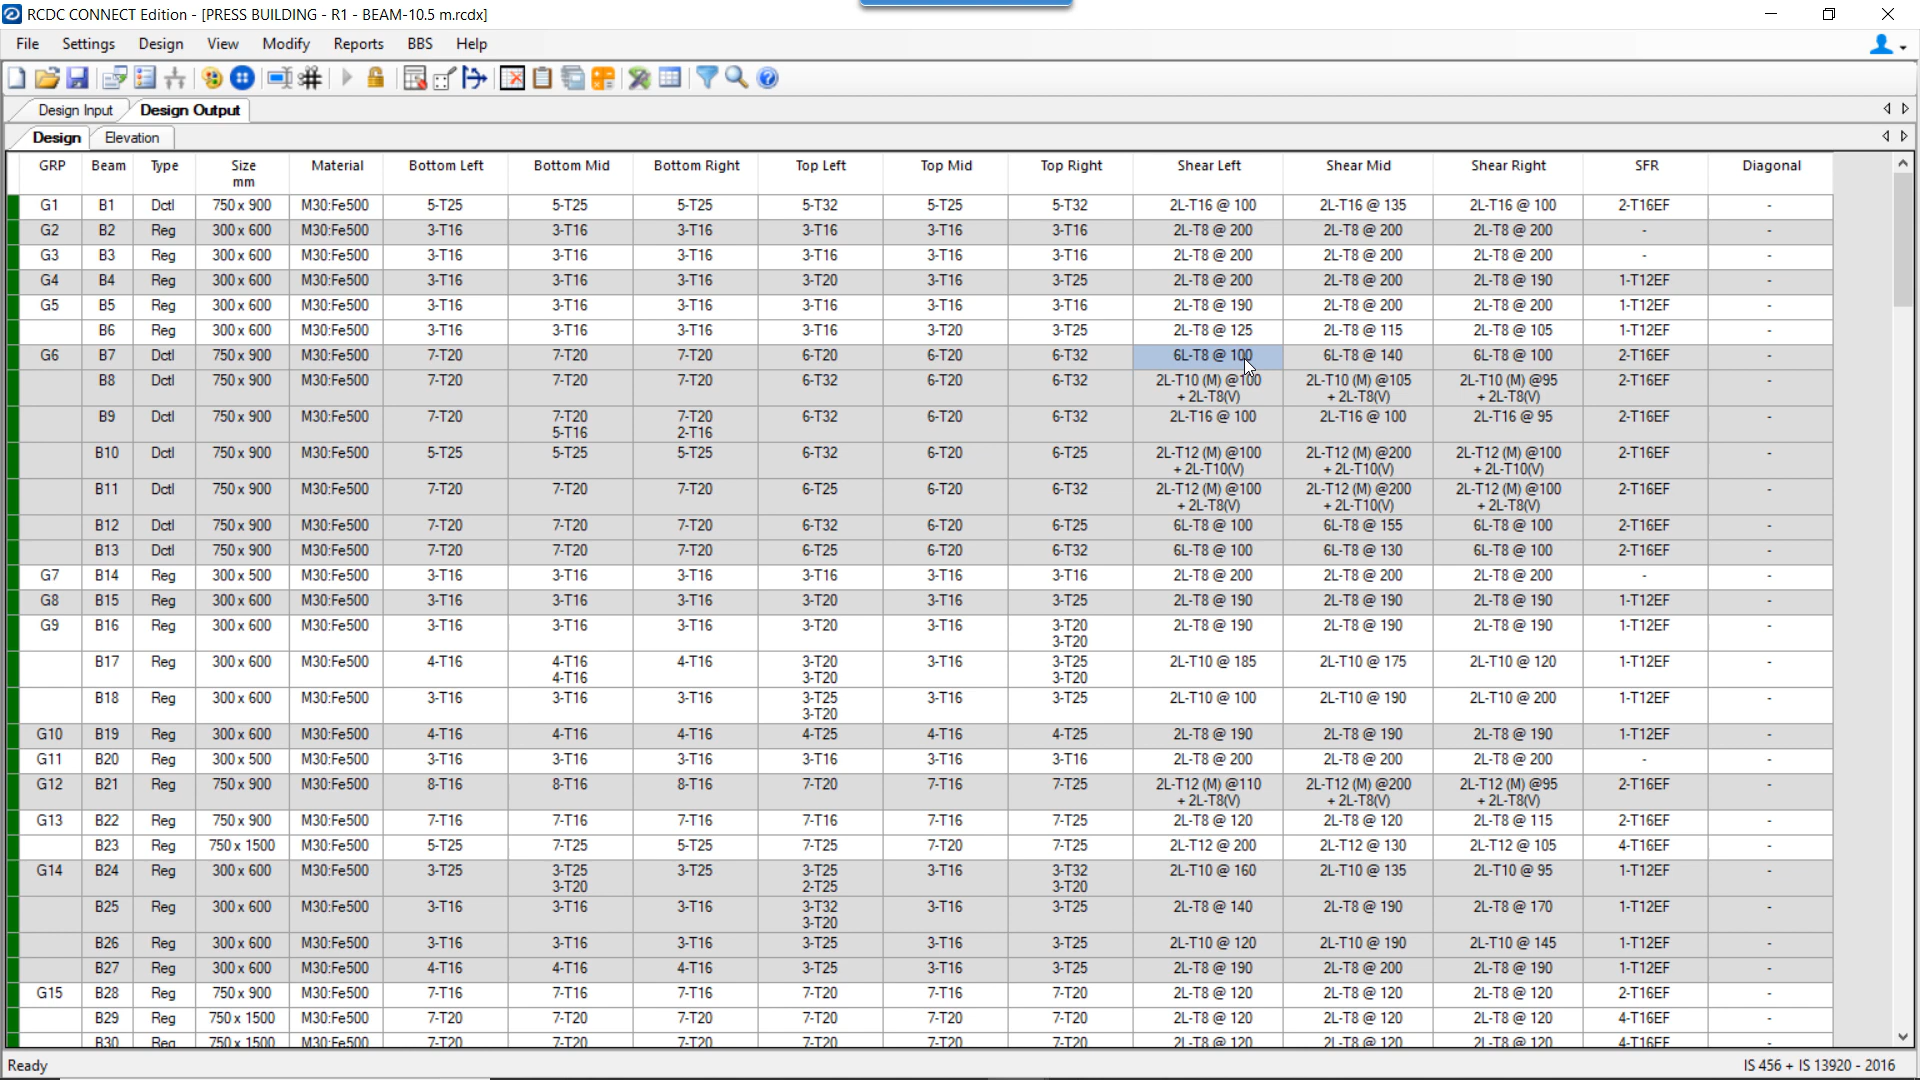 RCDC CONNECT Edition - [PRESS BUILDING - R1 - BEAM-10.5 m.rcdx]
File Settings Design View Modify Reports BBS Help
Design Input Design Output
Design Elevation
GRP Beam Type Size Material Bottom Left Bottom Mid Bottom Right Top Left Top Mid Top Right Shear Left Shear Mid Shear Right SFR Diagonal
mm
G1 B1 Dctl 750 x 900 M30:Fe500 5-T25 5-T25 5-T25 5-T32 5-T25 5-T32 2L-T16 @ 100 2L-T16 @ 135 2L-T16 @ 100 2-T16EF -
G2 B2 Reg 300 x 600 M30:Fe500 3-T16 3-T16 3-T16 3-T16 3-T16 3-T16 2L-T8 @ 200 2L-T8 @ 200 2L-T8 @ 200 - -
G3 B3 Reg 300 x 600 M30:Fe500 3-T16 3-T16 3-T16 3-T16 3-T16 3-T16 2L-T8 @ 200 2L-T8 @ 200 2L-T8 @ 200 - -
G4 B4 Reg 300 x 600 M30:Fe500 3-T16 3-T16 3-T16 3-T20 3-T16 3-T25 2L-T8 @ 200 2L-T8 @ 200 2L-T8 @ 190 1-T12EF -
G5 B5 Reg 300 x 600 M30:Fe500 3-T16 3-T16 3-T16 3-T16 3-T16 3-T16 2L-T8 @ 190 2L-T8 @ 200 2L-T8 @ 200 1-T12EF -
B6 Reg 300 x 600 M30:Fe500 3-T16 3-T16 3-T16 3-T16 3-T20 3-T25 2L-T8 @ 125 2L-T8 @ 115 2L-T8 @ 105 1-T12EF -
G6 B7 Dctl 750 x 900 M30:Fe500 7-T20 7-T20 7-T20 6-T20 6-T20 6-T32 6L-T8 @ 100 6L-T8 @ 140 6L-T8 @ 100 2-T16EF -
B8 Dctl 750 x 900 M30:Fe500 7-T20 7-T20 7-T20 6-T32 6-T20 6-T32 2L-T10 (M) @100 2L-T10 (M) @105 2L-T10 (M) @95 2-T16EF -
+ 2L-T8(V) + 2L-T8(V) + 2L-T8(V)
B9 Dctl 750 x 900 M30:Fe500 7-T20 7-T20 7-T20 6-T32 6-T20 6-T32 2L-T16 @ 100 2L-T16 @ 100 2L-T16 @ 95 2-T16EF -
5-T16 2-T16
B10 Dctl 750 x 900 M30:Fe500 5-T25 5-T25 5-T25 6-T32 6-T20 6-T25 2L-T12 (M) @100 2L-T12 (M) @200 2L-T12 (M) @100 2-T16EF -
+ 2L-T10(V) + 2L-T10(V) + 2L-T10(V)
B11 Dctl 750 x 900 M30:Fe500 7-T20 7-T20 7-T20 6-T25 6-T20 6-T32 2L-T12 (M) @100 2L-T12 (M) @200 2L-T12 (M) @100 2-T16EF -
+ 2L-T8(V) + 2L-T10(V) + 2L-T8(V)
B12 Dctl 750 x 900 M30:Fe500 7-T20 7-T20 7-T20 6-T32 6-T20 6-T25 6L-T8 @ 100 6L-T8 @ 155 6L-T8 @ 100 2-T16EF -
B13 Dctl 750 x 900 M30:Fe500 7-T20 7-T20 7-T20 6-T25 6-T20 6-T32 6L-T8 @ 100 6L-T8 @ 130 6L-T8 @ 100 2-T16EF -
G7 B14 Reg 300 x 500 M30:Fe500 3-T16 3-T16 3-T16 3-T16 3-T16 3-T16 2L-T8 @ 200 2L-T8 @ 200 2L-T8 @ 200 - -
G8 B15 Reg 300 x 600 M30:Fe500 3-T16 3-T16 3-T16 3-T20 3-T16 3-T25 2L-T8 @ 190 2L-T8 @ 190 2L-T8 @ 190 1-T12EF -
G9 B16 Reg 300 x 600 M30:Fe500 3-T16 3-T16 3-T16 3-T20 3-T16 3-T20 2L-T8 @ 190 2L-T8 @ 190 2L-T8 @ 190 1-T12EF -
3-T20
B17 Reg 300 x 600 M30:Fe500 4-T16 4-T16 4-T16 3-T20 3-T16 3-T25 2L-T10 @ 185 2L-T10 @ 175 2L-T10 @ 120 1-T12EF -
4-T16 3-T20 3-T20
B18 Reg 300 x 600 M30:Fe500 3-T16 3-T16 3-T16 3-T25 3-T16 3-T25 2L-T10 @ 100 2L-T10 @ 190 2L-T10 @ 200 1-T12EF -
3-T20
G10 B19 Reg 300 x 600 M30:Fe500 4-T16 4-T16 4-T16 4-T25 4-T16 4-T25 2L-T8 @ 190 2L-T8 @ 190 2L-T8 @ 190 1-T12EF -
G11 B20 Reg 300 x 500 M30:Fe500 3-T16 3-T16 3-T16 3-T16 3-T16 3-T16 2L-T8 @ 200 2L-T8 @ 200 2L-T8 @ 200 - -
G12 B21 Reg 750 x 900 M30:Fe500 8-T16 8-T16 8-T16 7-T20 7-T16 7-T25 2L-T12 (M) @110 2L-T12 (M) @200 2L-T12 (M) @95 2-T16EF -
+ 2L-T8(V) + 2L-T8(V) + 2L-T8(V)
G13 B22 Reg 750 x 900 M30:Fe500 7-T16 7-T16 7-T16 7-T16 7-T16 7-T25 2L-T8 @ 120 2L-T8 @ 120 2L-T8 @ 115 2-T16EF -
B23 Reg 750 x 1500 M30:Fe500 5-T25 7-T25 5-T25 7-T25 7-T20 7-T25 2L-T12 @ 200 2L-T12 @ 130 2L-T12 @ 105 4-T16EF -
G14 B24 Reg 300 x 600 M30:Fe500 3-T25 3-T25 3-T25 3-T25 3-T16 3-T32 2L-T10 @ 160 2L-T10 @ 135 2L-T10 @ 95 1-T12EF -
3-T20 2-T25 3-T20
B25 Reg 300 x 600 M30:Fe500 3-T16 3-T16 3-T16 3-T32 3-T16 3-T25 2L-T8 @ 140 2L-T8 @ 190 2L-T8 @ 170 1-T12EF -
3-T20
B26 Reg 300 x 600 M30:Fe500 3-T16 3-T16 3-T16 3-T25 3-T16 3-T25 2L-T10 @ 120 2L-T10 @ 190 2L-T10 @ 145 1-T12EF -
B27 Reg 300 x 600 M30:Fe500 4-T16 4-T16 4-T16 3-T25 3-T16 3-T25 2L-T8 @ 190 2L-T8 @ 200 2L-T8 @ 190 1-T12EF -
G15 B28 Reg 750 x 900 M30:Fe500 7-T16 7-T16 7-T16 7-T20 7-T16 7-T20 2L-T8 @ 120 2L-T8 @ 120 2L-T8 @ 120 2-T16EF -
B29 Reg 750 x 1500 M30:Fe500 7-T20 7-T20 7-T20 7-T20 7-T20 7-T20 2L-T8 @ 120 2L-T8 @ 120 2L-T8 @ 120 4-T16EF -
B30 Reg 750 x 1500 M30:Fe500 7-T20 7-T20 7-T20 7-T20 7-T20 7-T20 2L-T8 @ 120 2L-T8 @ 120 2L-T8 @ 120 4-T16EF -
Ready IS 456 + IS 13920 - 2016